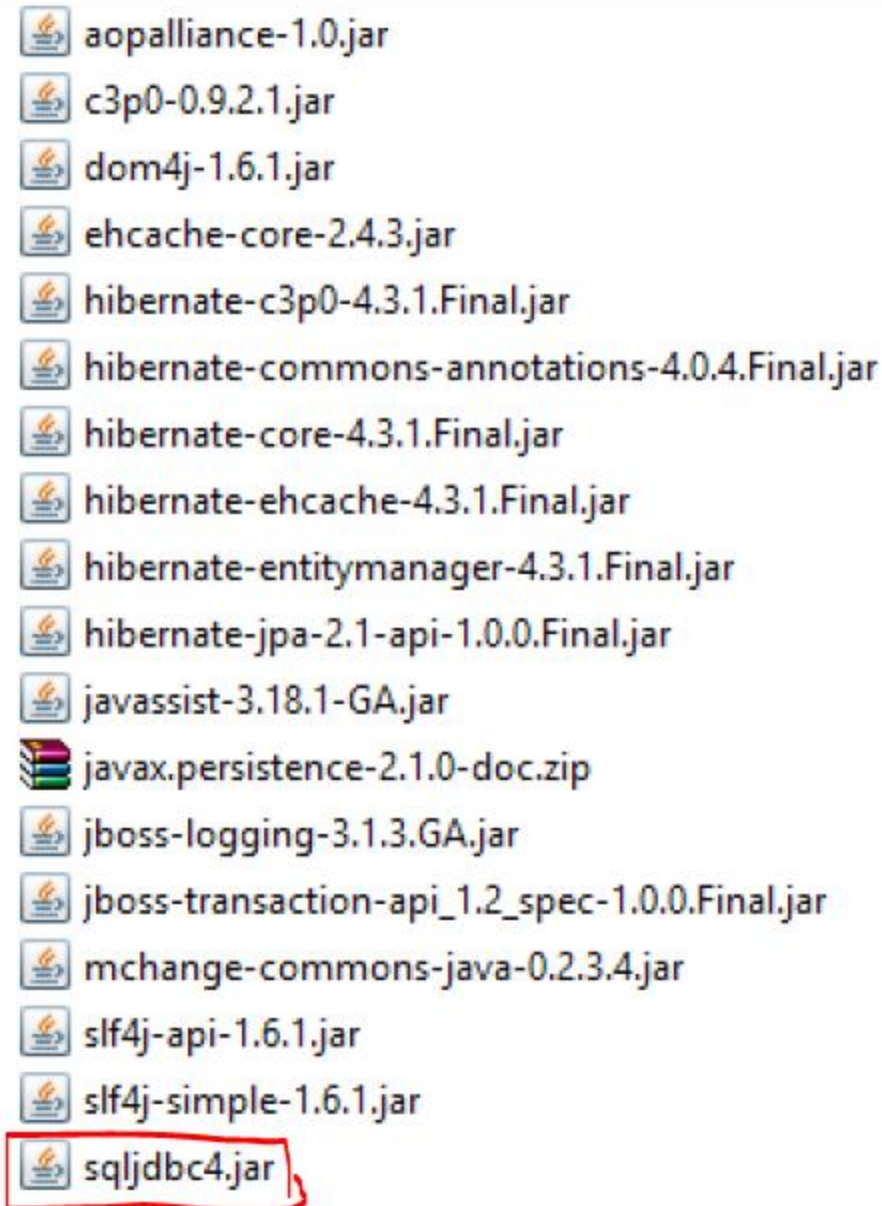 aopalliance-1.0.jar
c3p0-0.9.2.1.jar
dom4j-1.6.1.jar
ehcache-core-2.4.3.jar
hibernate-c3p0-4.3.1.Final.jar
hibernate-commons-annotations-4.0.4.Final.jar
hibernate-core-4.3.1.Final.jar
hibernate-ehcache-4.3.1.Final.jar
hibernate-entitymanager-4.3.1.Final.jar
hibernate-jpa-2.1-api-1.0.0.Final.jar
javassist-3.18.1-GA.jar
javax.persistence-2.1.0-doc.zip
jboss-logging-3.1.3.GA.jar
jboss-transaction-api_1.2_spec-1.0.0.Final.jar
mchange-commons-java-0.2.3.4.jar
slf4j-api-1.6.1.jar
slf4j-simple-1.6.1.jar
sqljdbc4.jar